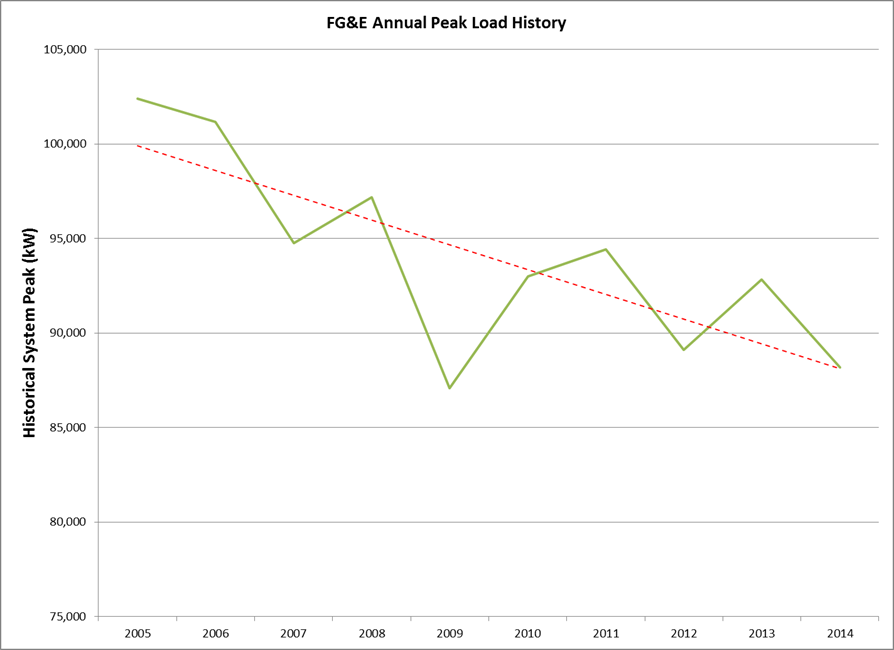 FG&E Annual Peak Load History
105,000
100,000
95,000
90,000
85,000
80,000
75,000
Historical System Peak (kW)
2005 2006 2007 2008 2009 2010 2011 2012 2013 2014